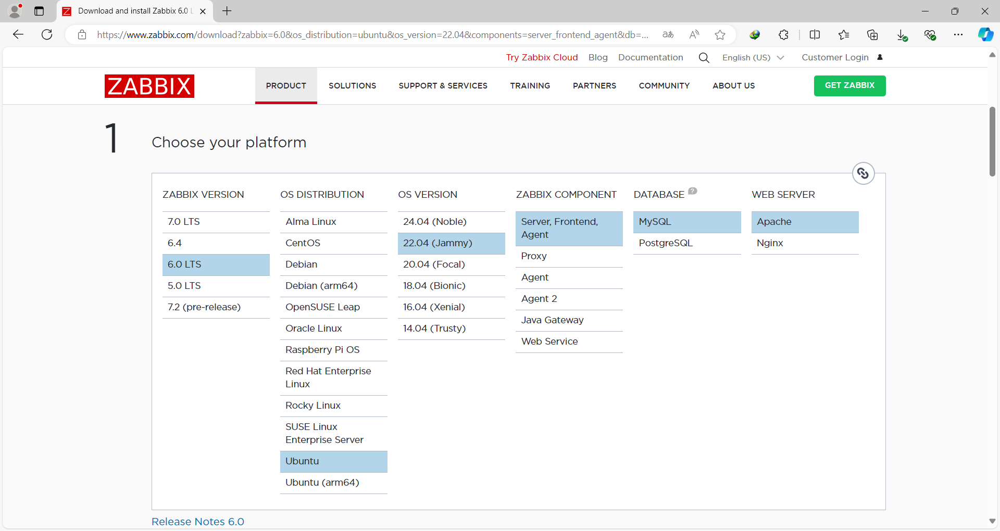 Download and install Zabbix 6.0 L
https://www.zabbix.com/download?zabbix=6.0&os_distribution=ubuntu&os_version=22.04&components=server_frontend_agent&db=...
Try Zabbix Cloud Blog Documentation English (US) Customer Login
ZABBIX PRODUCT SOLUTIONS SUPPORT & SERVICES TRAINING PARTNERS COMMUNITY ABOUT US GET ZABBIX
1
Choose your platform
ZABBIX VERSION
7.0 LTS
6.4
6.0 LTS
5.0 LTS
7.2 (pre-release)
OS DISTRIBUTION
Alma Linux
CentOS
Debian
Debian (arm64)
OpenSUSE Leap
Oracle Linux
Raspberry Pi OS
Red Hat Enterprise
Linux
Rocky Linux
SUSE Linux
Enterprise Server
Ubuntu
Ubuntu (arm64)
OS VERSION
24.04 (Noble)
22.04 (Jammy)
20.04 (Focal)
18.04 (Bionic)
16.04 (Xenial)
14.04 (Trusty)
ZABBIX COMPONENT
Server, Frontend,
Agent
Proxy
Agent
Agent 2
Java Gateway
Web Service
DATABASE ?
MySQL
PostgreSQL
WEB SERVER
Apache
Nginx
Release Notes 6.0